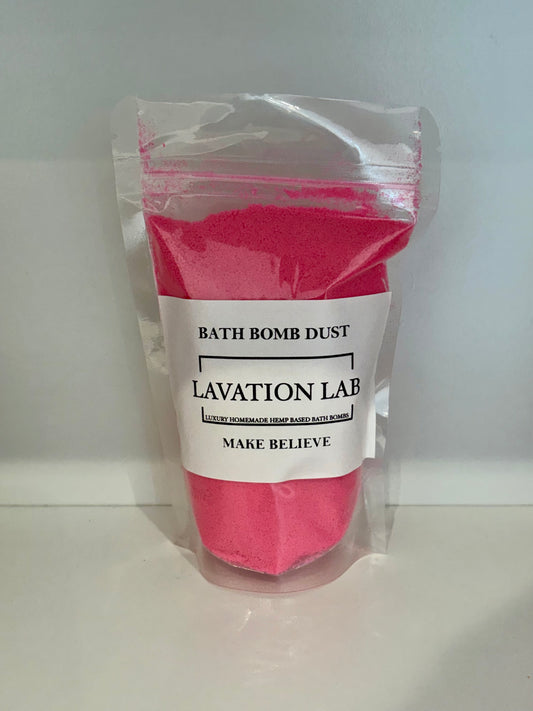 BATH BOMB DUST
LAVATION LAB
LUXURY HOMEMADE HEMP BASED BATH BOMBS
MAKE BELIEVE